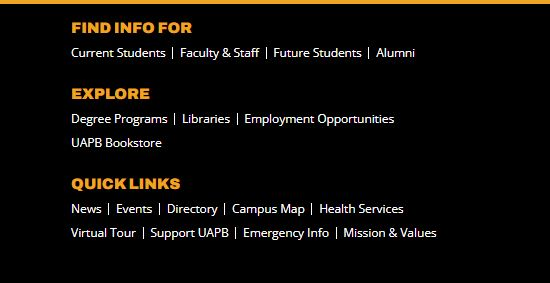 FIND INFO FOR
Current Students | Faculty & Staff | Future Students | Alumni
EXPLORE
Degree Programs | Libraries | Employment Opportunities
UAPB Bookstore
QUICK LINKS
News | Events | Directory | Campus Map | Health Services
Virtual Tour | Support UAPB | Emergency Info | Mission & Values